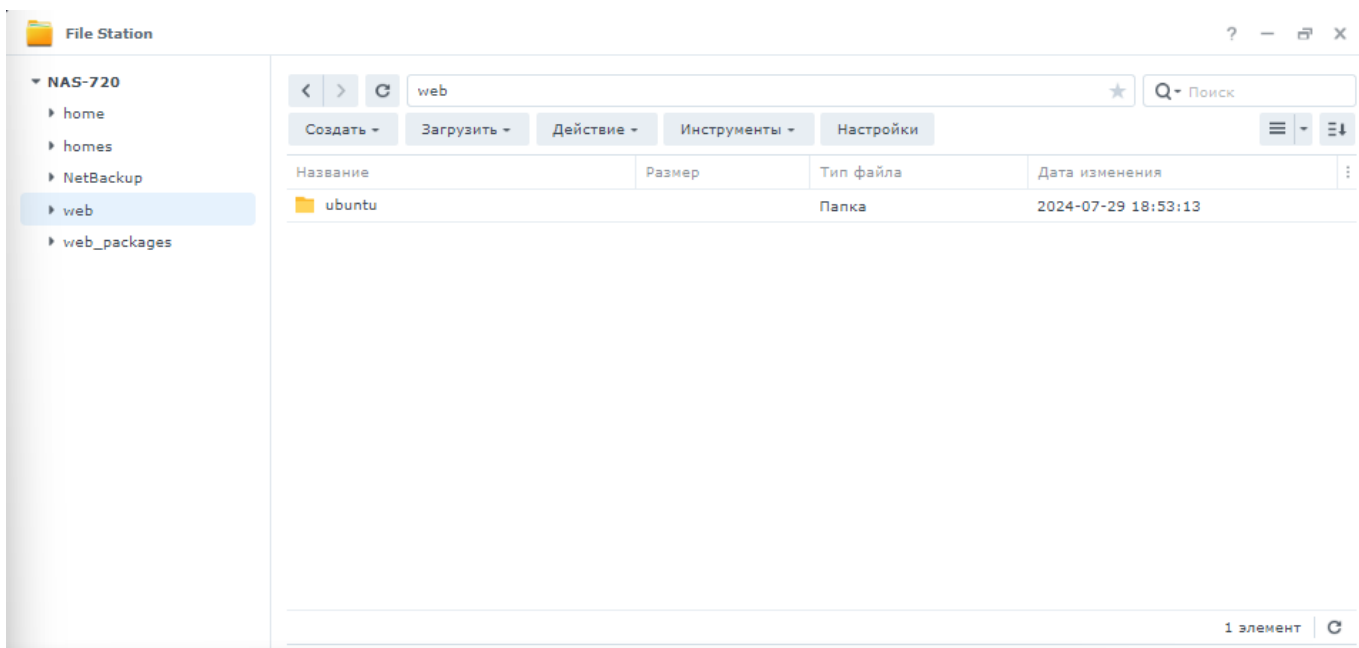 File Station
NAS-720
home
homes
NetBackup
web
web_packages
web
Поиск
Создать Загрузить Действие Инструменты Настройки
Название Размер Тип файла Дата изменения
ubuntu Папка 2024-07-29 18:53:13
1 элемент